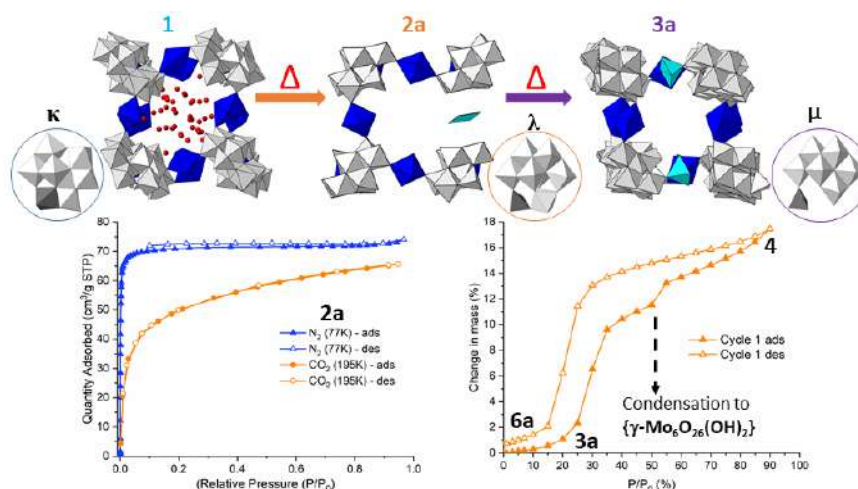 1
2a
3a
Δ
Δ
κ
λ
μ
Quantity Adsorbed (cm³/g STP)
80
70
60
50
40
30
20
10
0
0.0
0.2
0.4
0.6
0.8
1.0
(Relative Pressure (P/P₀)
2a
N₂ (77K) - ads
N₂ (77K) - des
CO₂ (195K) - ads
CO₂ (195K) - des
Change in mass (%)
18
16
14
12
10
8
6
4
2
0
0
10
20
30
40
50
60
70
80
90
100
P/P₀ (%)
4
Cycle 1 ads
Cycle 1 des
Condensation to
{γ-Mo₆O₂₆(OH)₂}
6a
3a